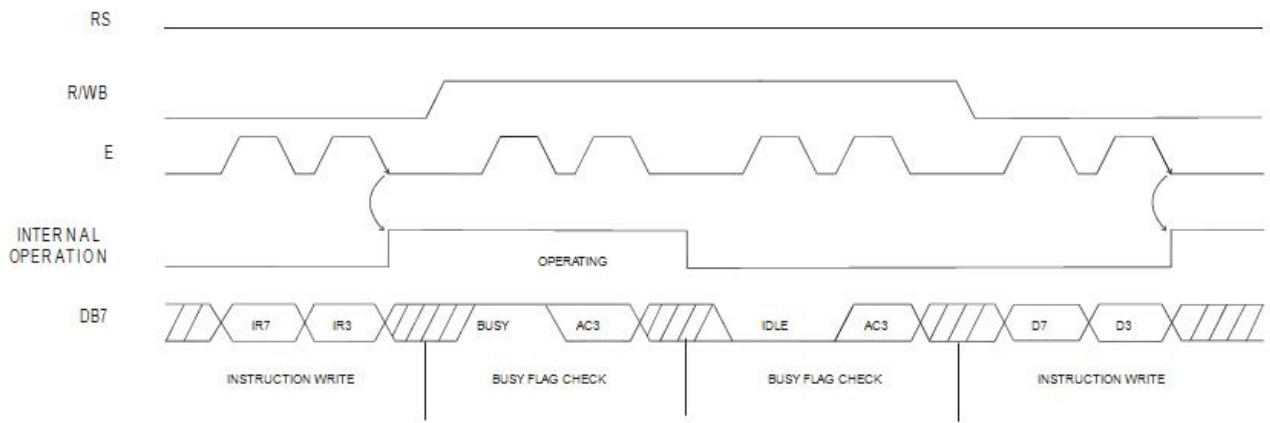 RS
R/WB
E
INTERNAL
OPERATION
OPERATING
DB7
IR7 IR3 BUSY AC3 IDLE AC3 D7 D3
INSTRUCTION WRITE BUSY FLAG CHECK BUSY FLAG CHECK INSTRUCTION WRITE